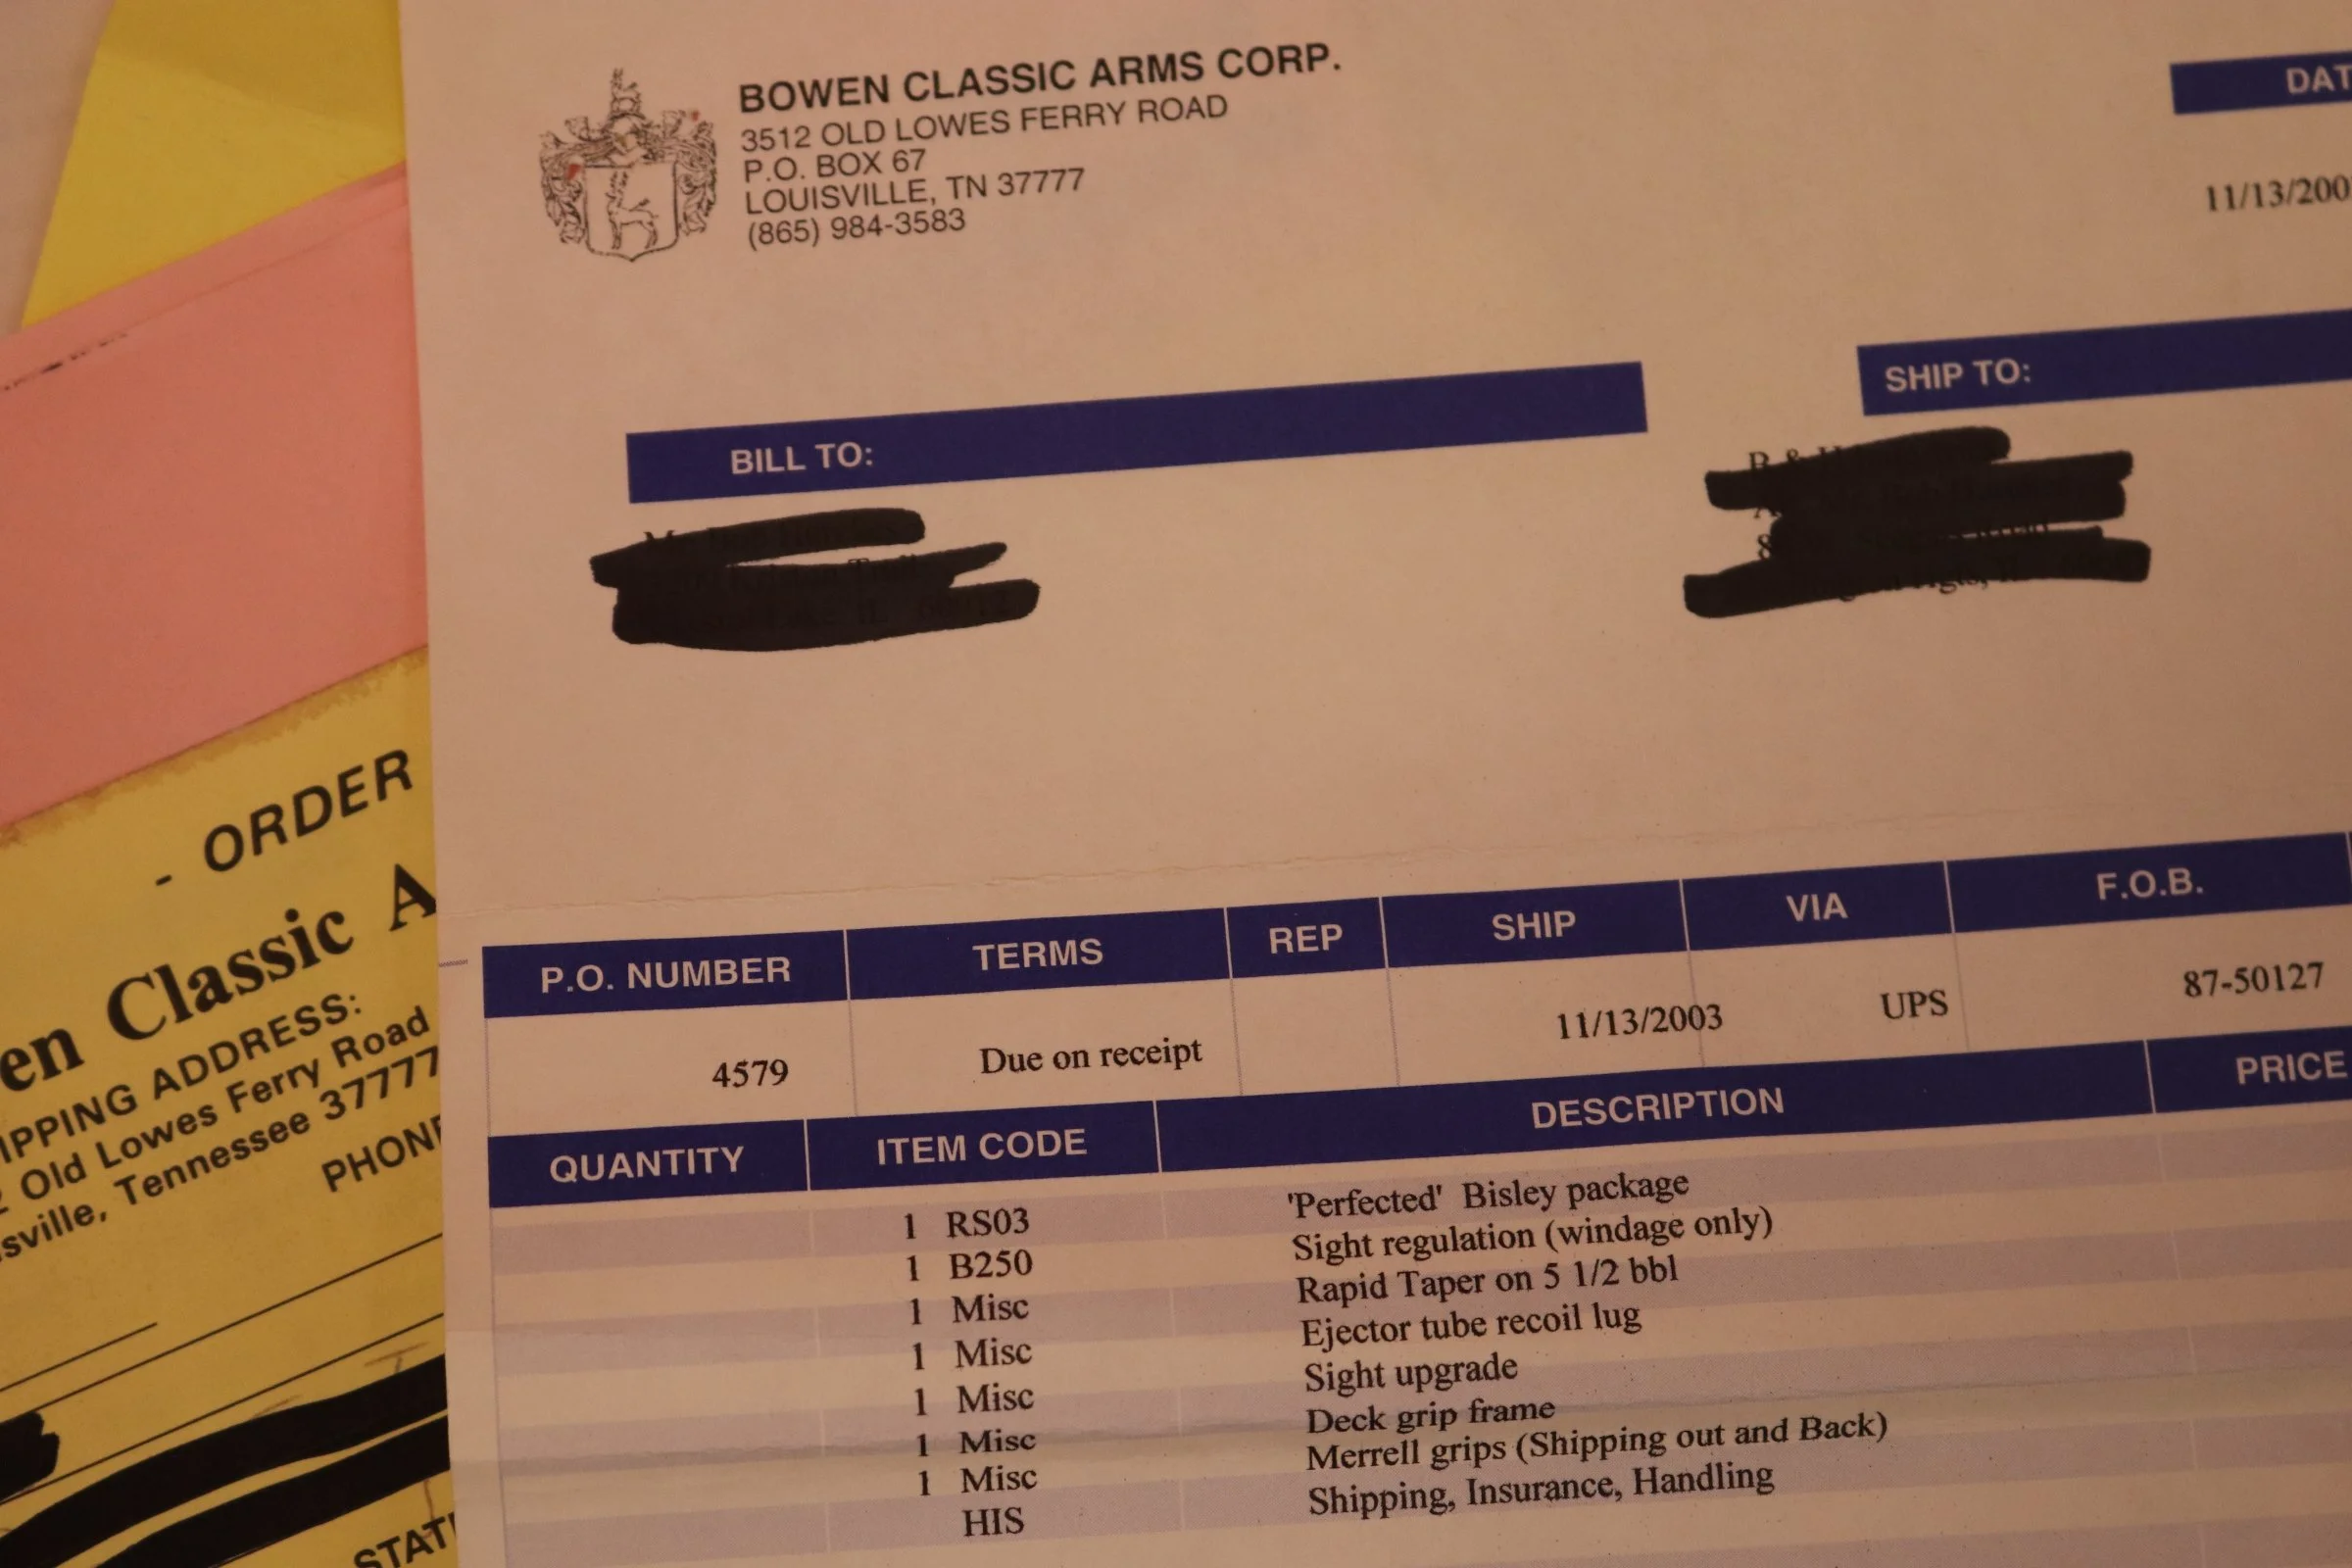 BOWEN CLASSIC ARMS CORP.
3512 OLD LOWES FERRY ROAD
P.O. BOX 67
LOUISVILLE, TN 37777
(865) 984-3583
DAT
11/13/200
BILL TO:
SHIP TO:
P.O. NUMBER TERMS REP SHIP VIA F.O.B.
4579 Due on receipt 11/13/2003 UPS 87-50127
QUANTITY ITEM CODE DESCRIPTION PRICE
1 RS03 'Perfected' Bisley package
1 B250 Sight regulation (windage only)
1 Misc Rapid Taper on 5 1/2 bbl
1 Misc Ejector tube recoil lug
1 Misc Sight upgrade
1 Misc Deck grip frame
1 Misc Merrell grips (Shipping out and Back)
HIS Shipping, Insurance, Handling
- ORDER
en Classic A
IPPING ADDRESS:
Old Lowes Ferry Road
sville, Tennessee 37777
PHON
STAT